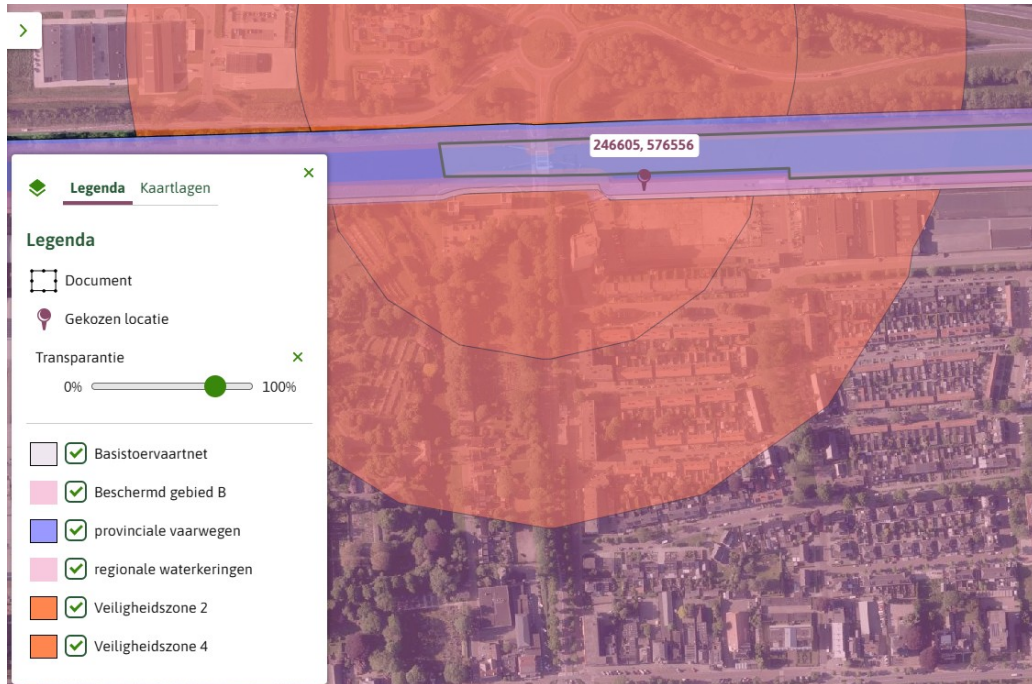 246605, 576556
Legenda Kaartlagen
Legenda
Document
Gekozen locatie
Transparantie
0% 100%
Basistoervaartnet
Beschermd gebied B
provinciale vaarwegen
regionale waterkeringen
Veiligheidszone 2
Veiligheidszone 4